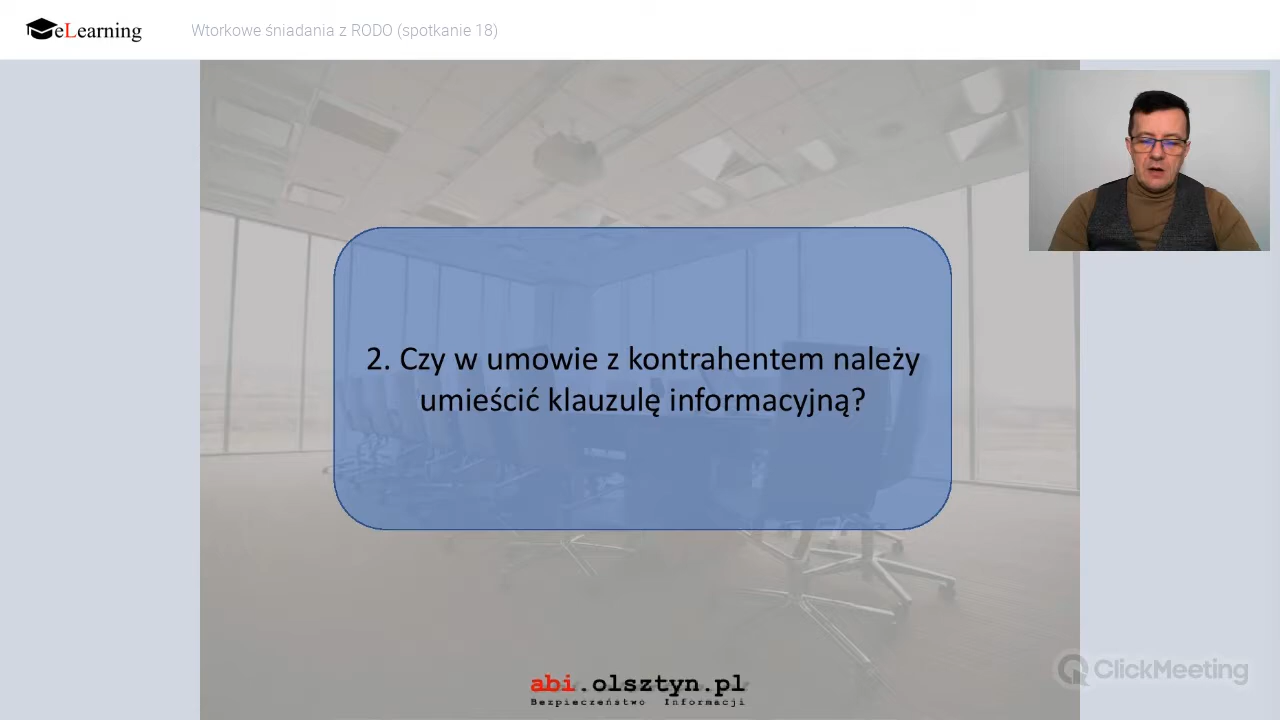 eLearning
Wtorkowe śniadania z RODO (spotkanie 18)
2. Czy w umowie z kontrahentem należy
umieścić klauzulę informacyjną?
abi.olsztyn.pl
Bezpieczeństwo Informacji
ClickMeeting